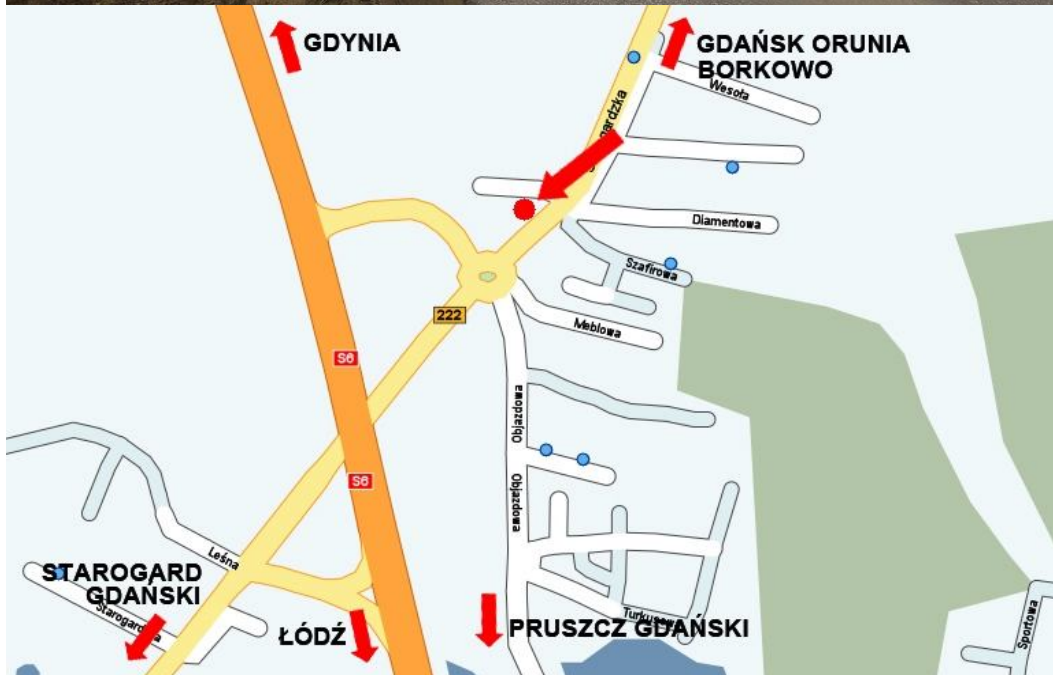 GDYNIA
GDAŃSK ORUNIA
BORKOWO
Wesoła
Diamentowa
Szafirowa
222
Meblowa
S6
Objazdowa
S6
Objazdowa
Leśna
STAROGARD
GDAŃSKI
ŁÓDŹ
PRUSZCZ GDAŃSKI
Sportowa